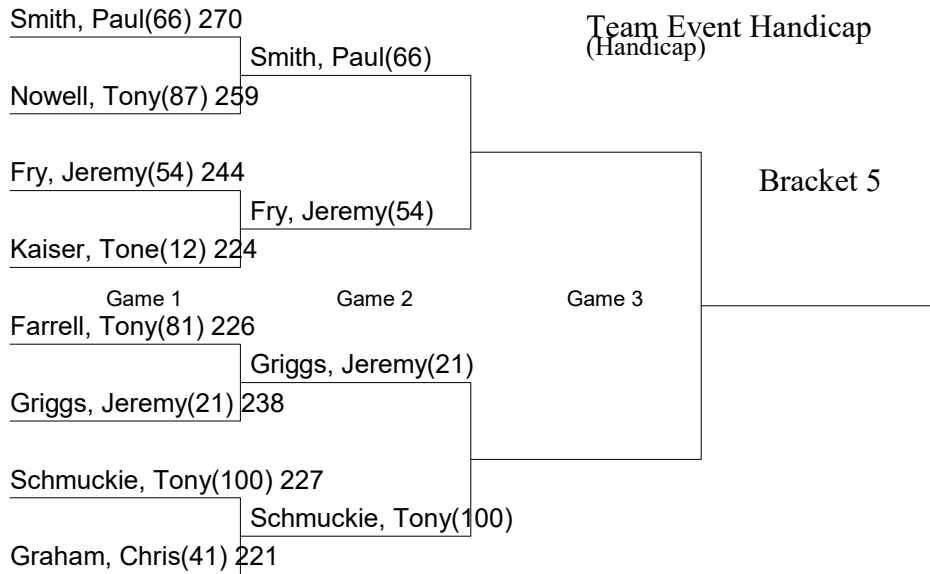 Smith, Paul(66) 270
Team Event Handicap
(Handicap)
Smith, Paul(66)
Nowell, Tony(87) 259
Fry, Jeremy(54) 244
Bracket 5
Fry, Jeremy(54)
Kaiser, Tone(12) 224
Game 1 Game 2 Game 3
Farrell, Tony(81) 226
Griggs, Jeremy(21)
Griggs, Jeremy(21) 238
Schmuckie, Tony(100) 227
Schmuckie, Tony(100)
Graham, Chris(41) 221